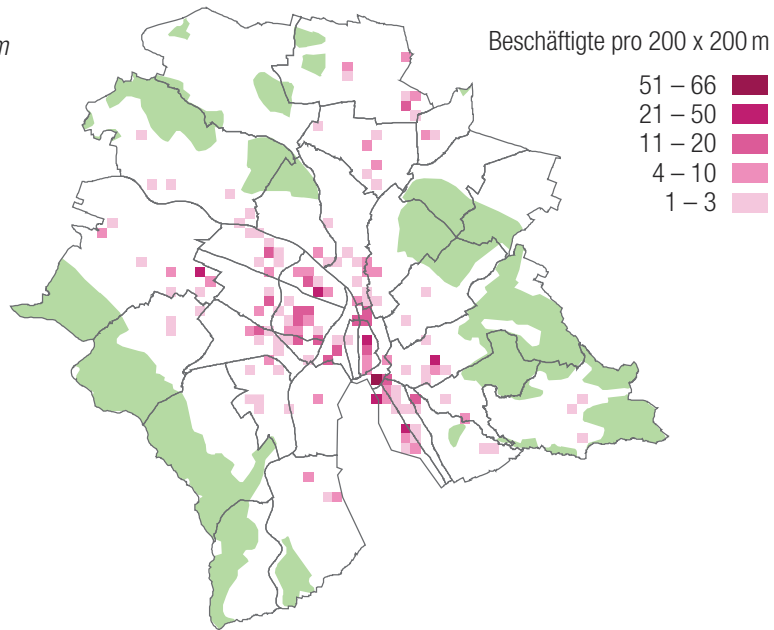 m
Beschäftigte pro 200 x 200 m
51 – 66
21 – 50
11 – 20
4 – 10
1 – 3